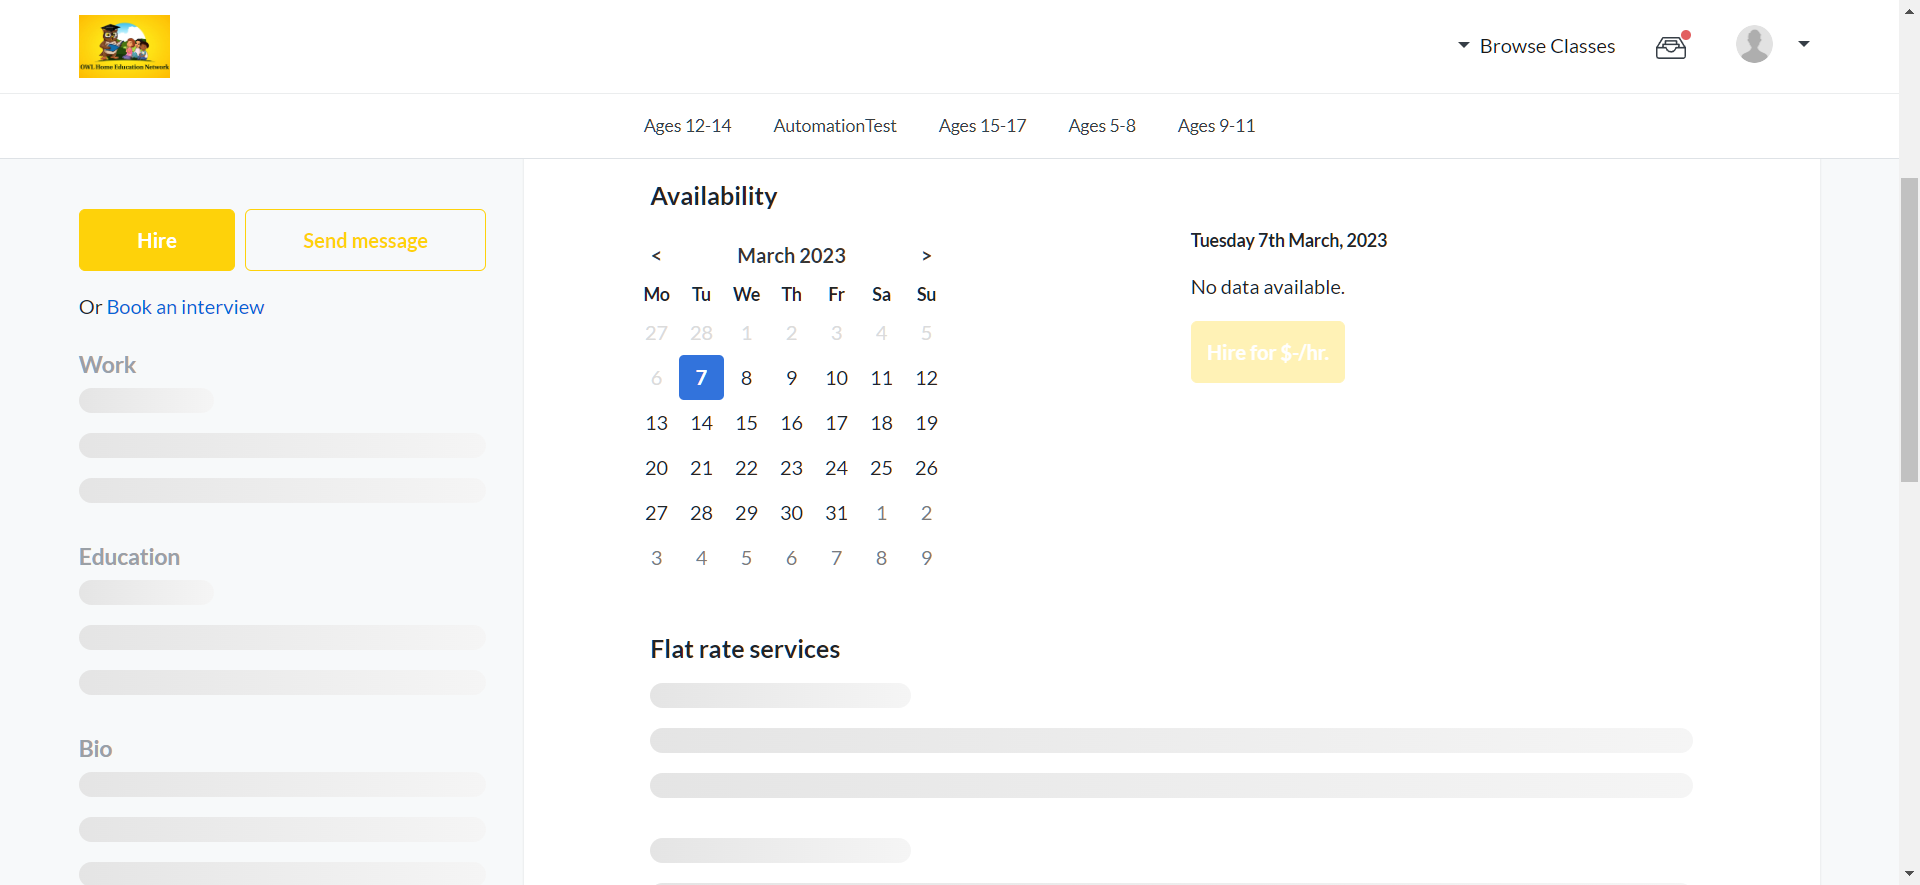 OWL Home Education Network
Browse Classes
Ages 12-14 AutomationTest Ages 15-17 Ages 5-8 Ages 9-11
Hire
Send message
Or Book an interview
Work
Education
Bio
Availability
< March 2023 >
Mo Tu We Th Fr Sa Su
27 28 1 2 3 4 5
6 7 8 9 10 11 12
13 14 15 16 17 18 19
20 21 22 23 24 25 26
27 28 29 30 31 1 2
3 4 5 6 7 8 9
Tuesday 7th March, 2023
No data available.
Hire for $-/hr.
Flat rate services